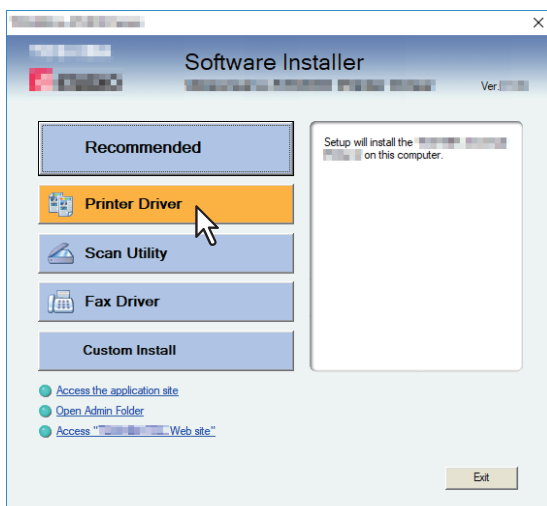 Software Installer
Ver.
Recommended
Setup will install the
on this computer.
Printer Driver
Scan Utility
Fax Driver
Custom Install
Access the application site
Open Admin Folder
Access " Web site"
Exit